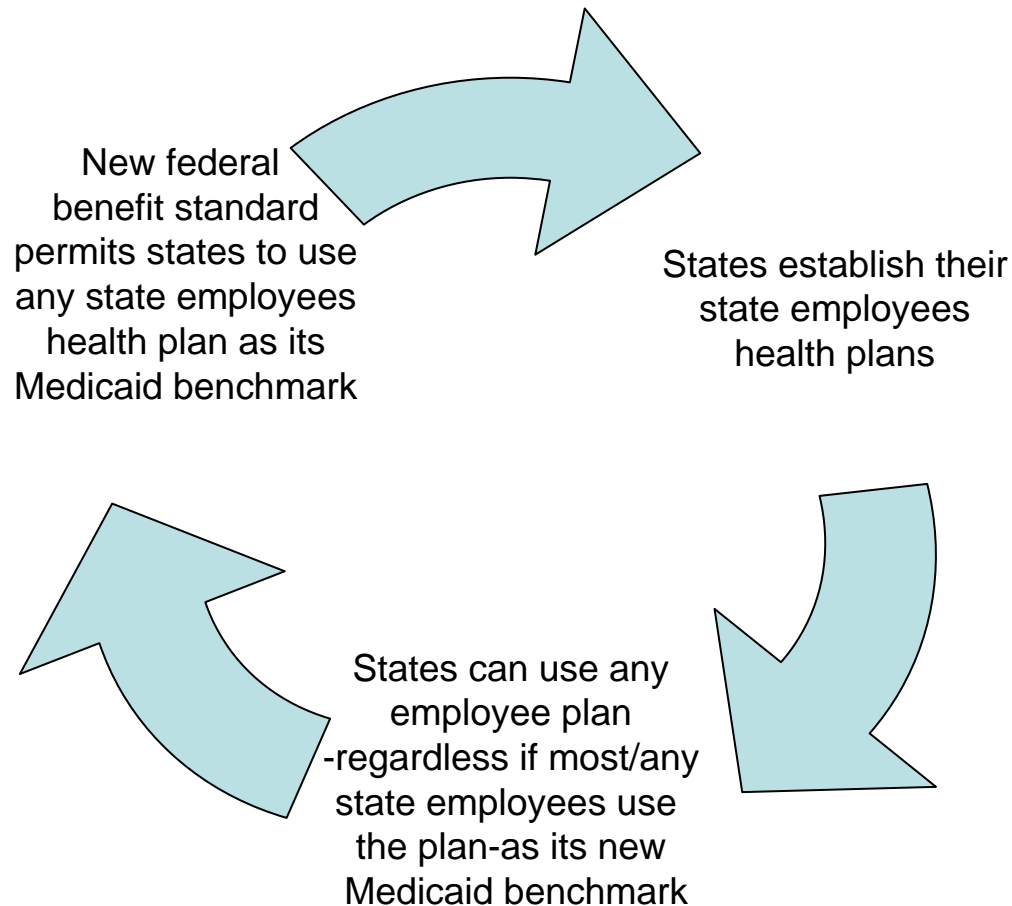 New federal
benefit standard
permits states to use
any state employees
health plan as its
Medicaid benchmark
States establish their
state employees
health plans
States can use any
employee plan
-regardless if most/any
state employees use
the plan-as its new
Medicaid benchmark